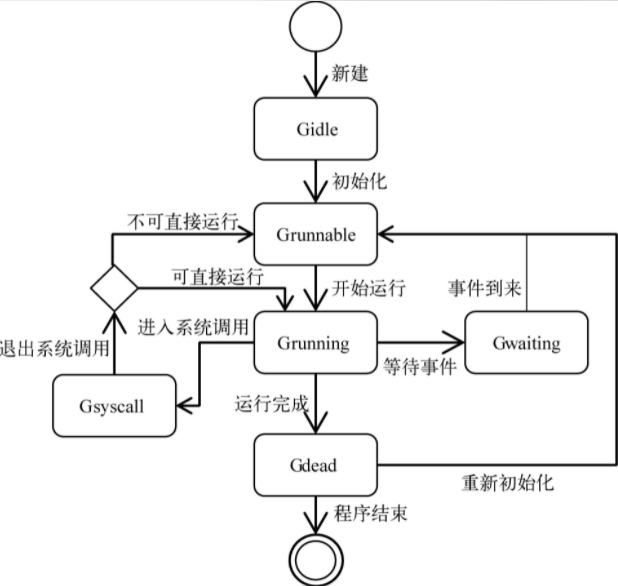 新建
Gidle
初始化
不可直接运行
Grunnable
可直接运行
开始运行
事件到来
进入系统调用
退出系统调用
Grunning
等待事件
Gwaiting
Gsyscall
运行完成
Gdead
重新初始化
程序结束